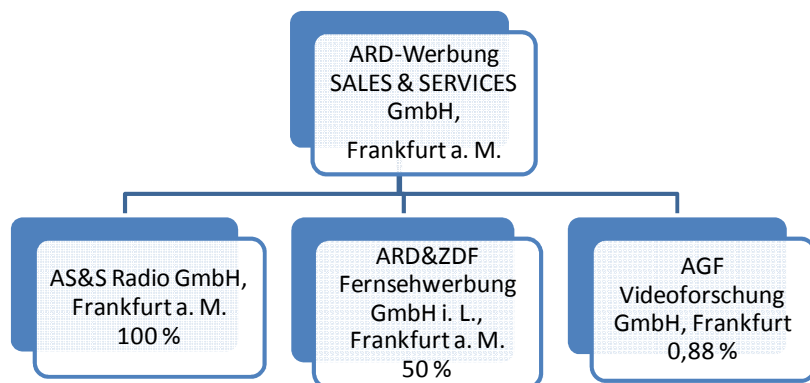 ARD-Werbung
SALES & SERVICES
GmbH,
Frankfurt a. M.
AS&S Radio GmbH,
Frankfurt a. M.
100 %
ARD&ZDF
Fernsehwerbung
GmbH i. L.,
Frankfurt a. M.
50 %
AGF
Videoforschung
GmbH, Frankfurt
0,88 %